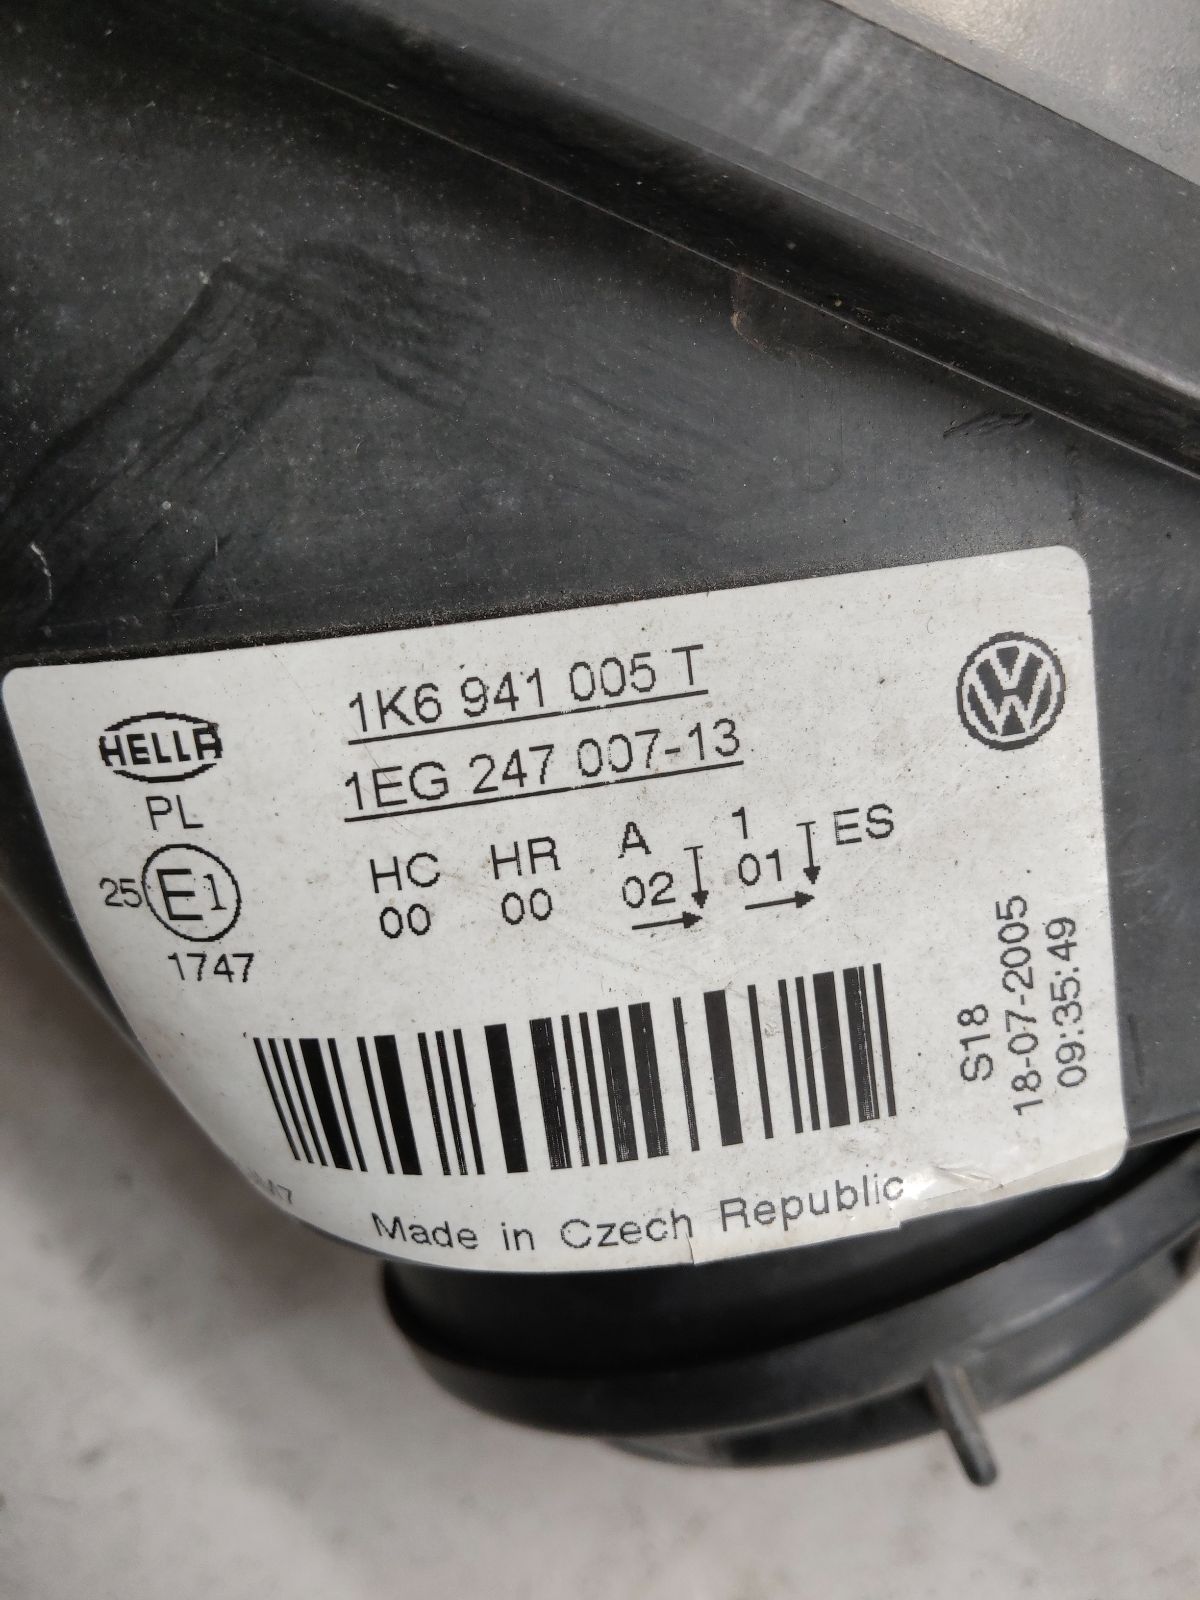 HELLA
PL
25 E1
1747
1K6 941 005 T
1EG 247 007-13
HC HR A 1 ES
00 00 02 01
S18
18-07-2005
09:35:49
Made in Czech Republic